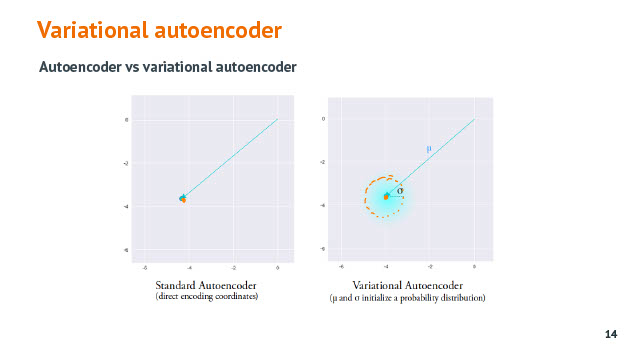 Variational autoencoder
Autoencoder vs variational autoencoder
0
-2
-4
-6
-6 -4 -2 0
0
-2
-4
-6
-6 -4 -2 0
μ
σ
Standard Autoencoder
(direct encoding coordinates)
Variational Autoencoder
(μ and σ initialize a probability distribution)
14